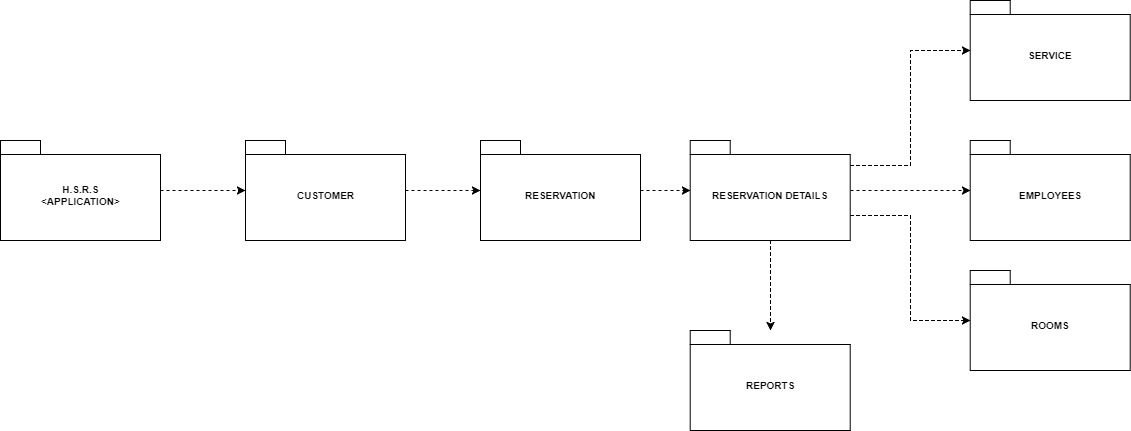 SERVICE
H.S.R.S
<APPLICATION>
CUSTOMER
RESERVATION
RESERVATION DETAILS
EMPLOYEES
ROOMS
REPORTS